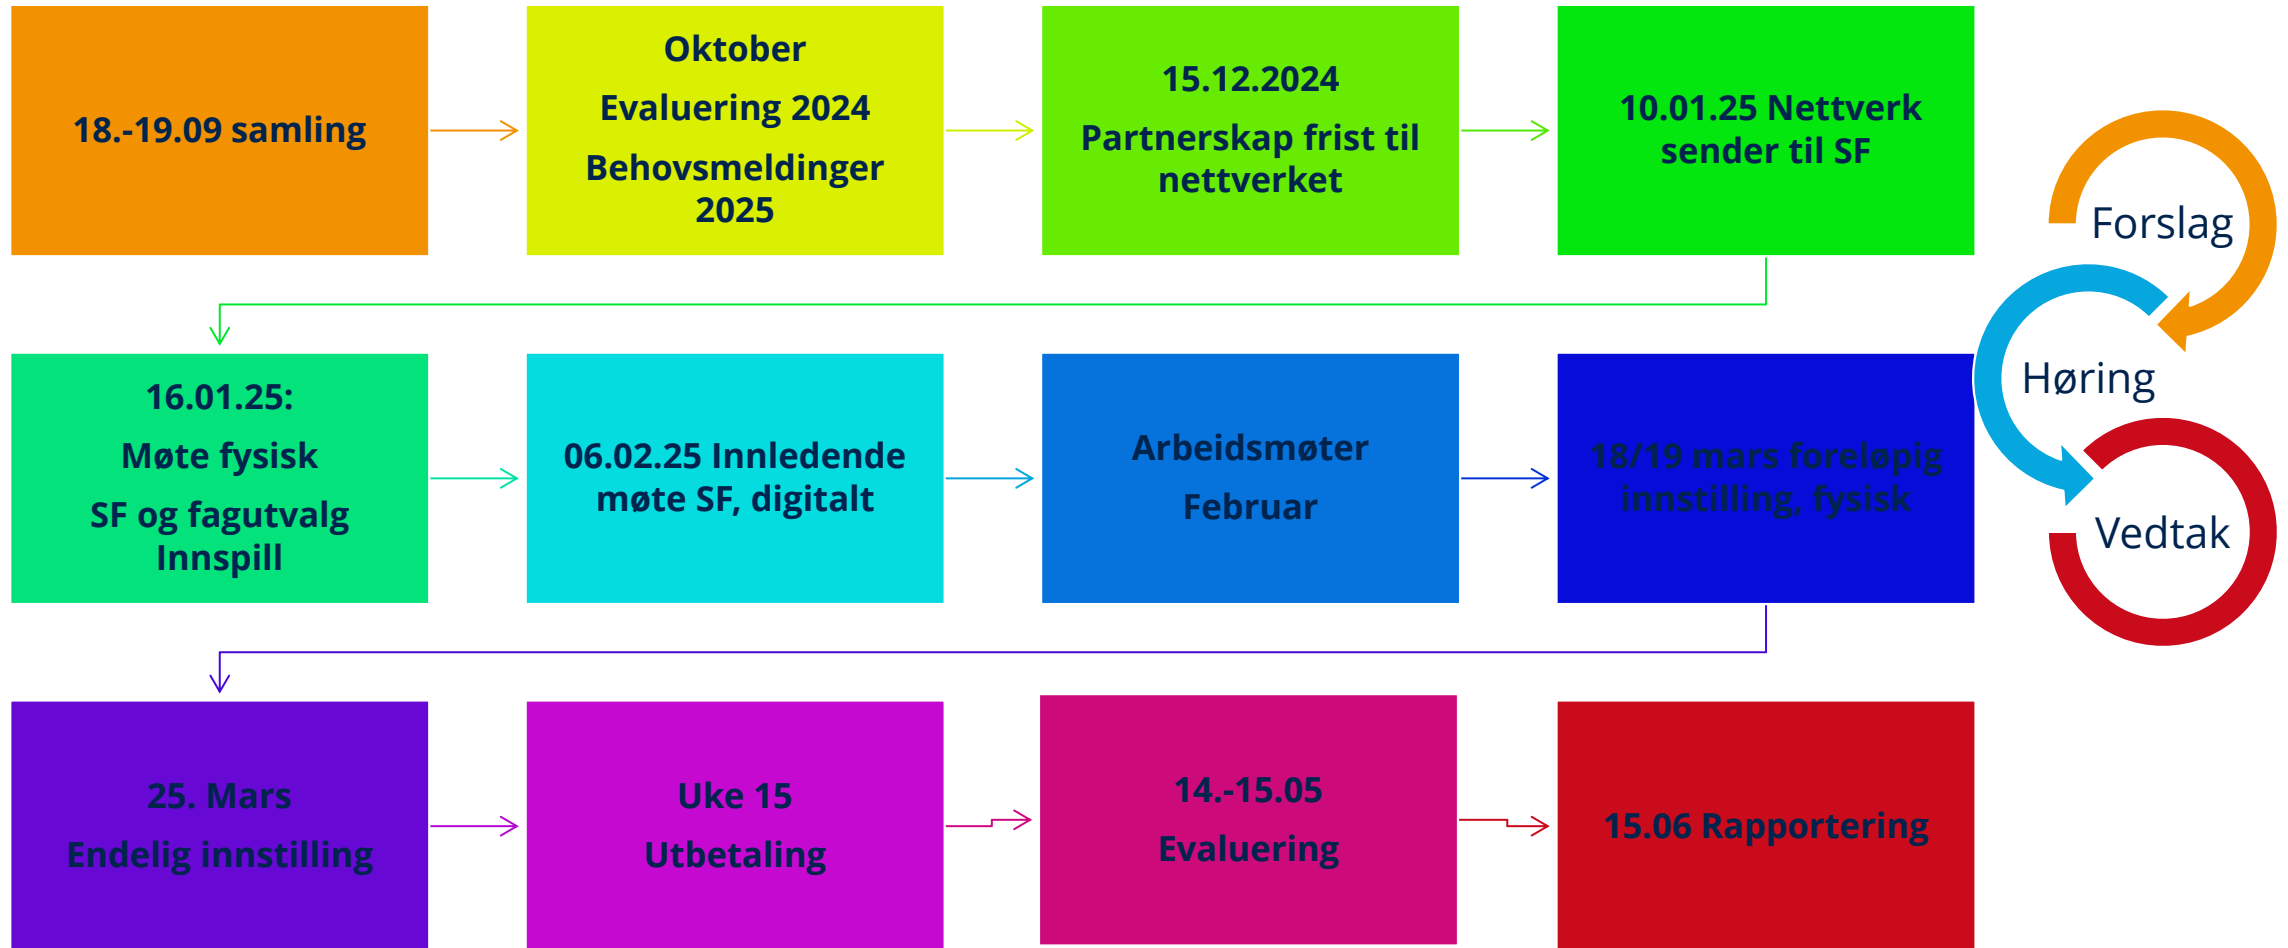 18.-19.09 samling
Oktober
Evaluering 2024
Behovsmeldinger
2025
15.12.2024
Partnerskap frist til
nettverket
10.01.25 Nettverk
sender til SF
16.01.25:
Møte fysisk
SF og fagutvalg
Innspill
06.02.25 Innledende
møte SF, digitalt
Arbeidsmøter
Februar
18/19 mars foreløpig
innstilling, fysisk
25. Mars
Endelig innstilling
Uke 15
Utbetaling
14.-15.05
Evaluering
15.06 Rapportering
Forslag
Høring
Vedtak